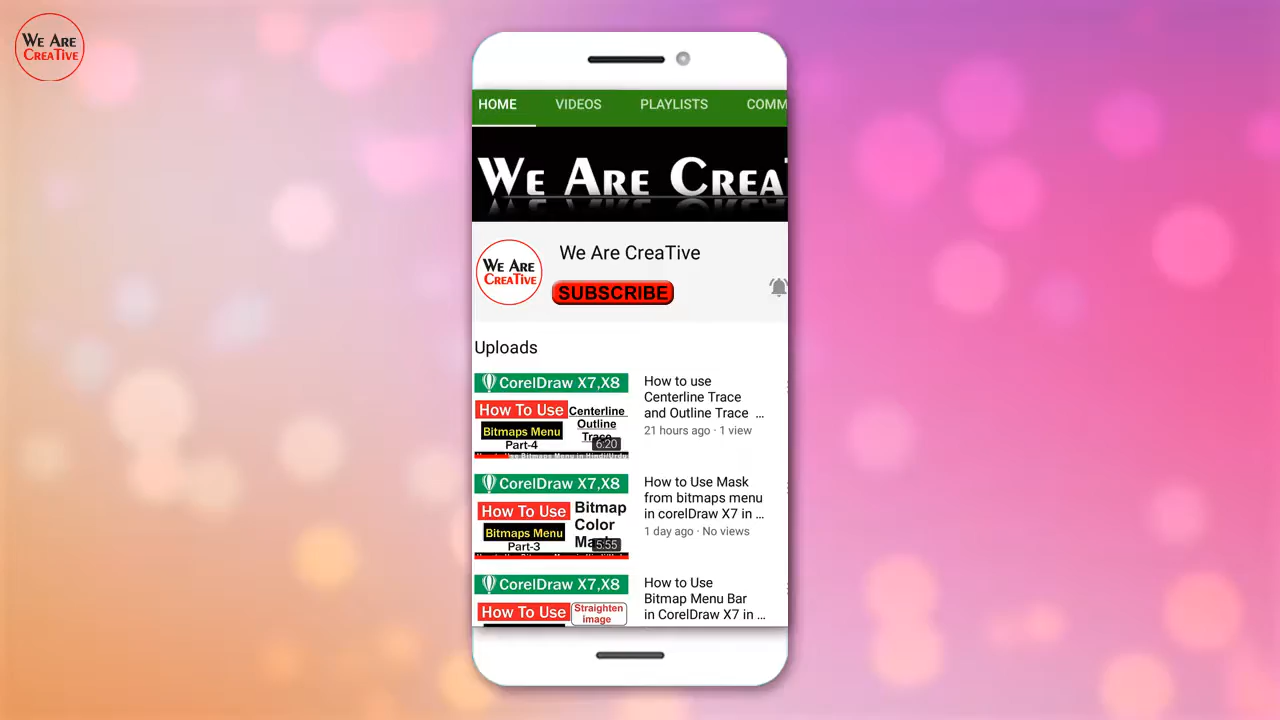 We Are
CreaTive
HOME VIDEOS PLAYLISTS COMM
We Are Crea
We Are
CreaTive
We Are CreaTive
SUBSCRIBE
Uploads
CorelDraw X7,X8
How To Use
Centerline
Outline
Trace
Bitmaps Menu
Part-4
6:20
How to use
Centerline Trace
and Outline Trace ...
21 hours ago · 1 view
CorelDraw X7,X8
How To Use
Bitmap
Color
Bitmaps Menu
Part-3
5:55
How to Use Mask
from bitmaps menu
in corelDraw X7 in ...
1 day ago · No views
CorelDraw X7,X8
How To Use
Straighten
image
How to Use
Bitmap Menu Bar
in CorelDraw X7 in ...